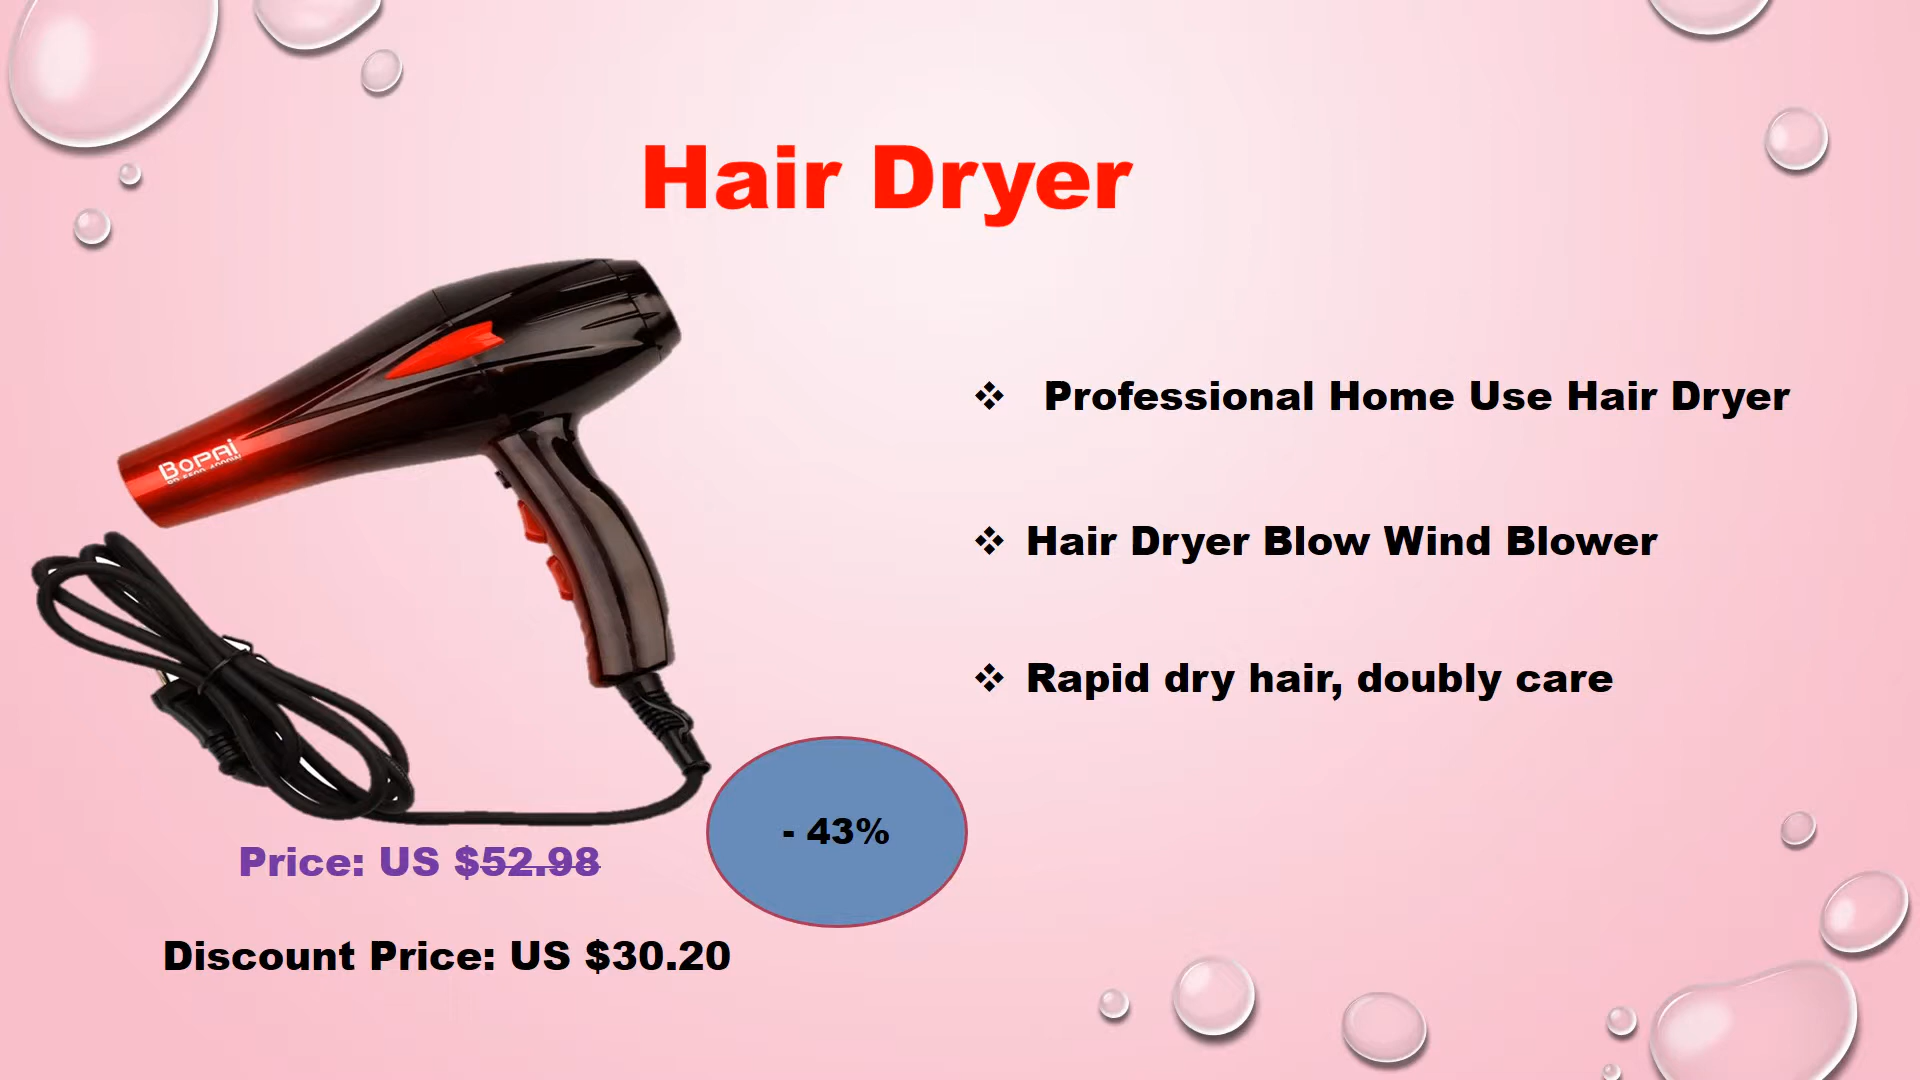 Hair Dryer
BOPAI
❖ Professional Home Use Hair Dryer
❖ Hair Dryer Blow Wind Blower
❖ Rapid dry hair, doubly care
- 43%
Price: US $52.98
Discount Price: US $30.20